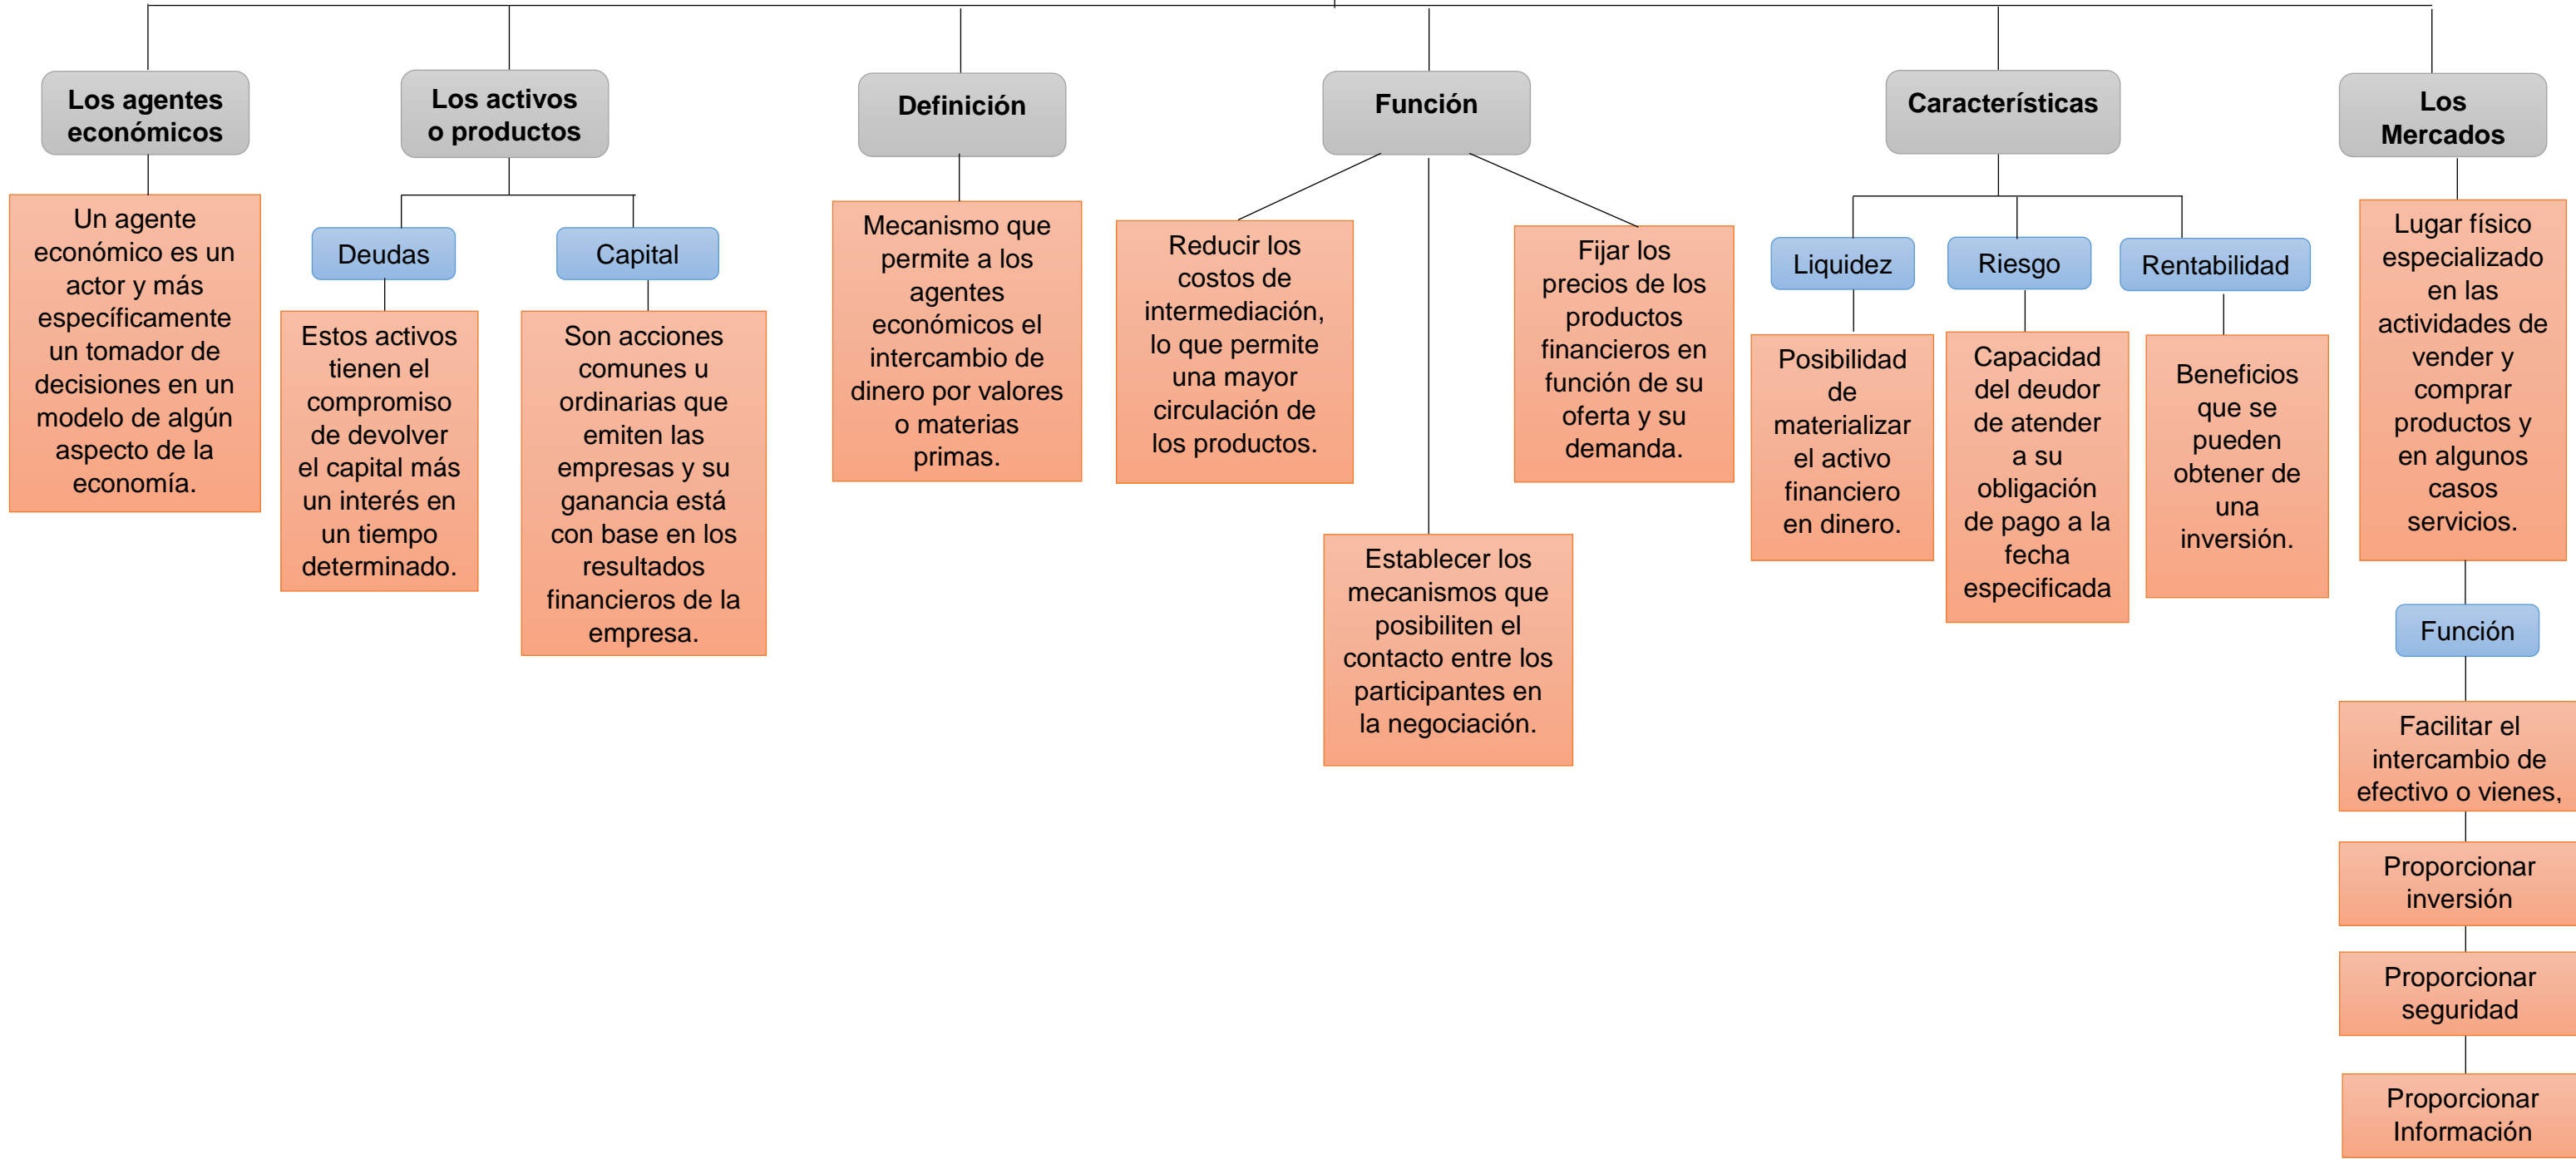 Los agentes
económicos
Un agente
económico es un
actor y más
específicamente
un tomador de
decisiones en un
modelo de algún
aspecto de la
economía.
Los activos
o productos
Deudas
Estos activos
tienen el
compromiso
de devolver
el capital más
un interés en
un tiempo
determinado.
Capital
Son acciones
comunes u
ordinarias que
emiten las
empresas y su
ganancia está
con base en los
resultados
financieros de la
empresa.
Definición
Mecanismo que
permite a los
agentes
económicos el
intercambio de
dinero por valores
o materias
primas.
Función
Reducir los
costos de
intermediación,
lo que permite
una mayor
circulación de
los productos.
Establecer los
mecanismos que
posibiliten el
contacto entre los
participantes en
la negociación.
Fijar los
precios de los
productos
financieros en
función de su
oferta y su
demanda.
Característicias
Liquidez
Posibilidad
de
materializar
el activo
financiero
en dinero.
Riesgo
Capacidad
del deudor
de atender
a su
obligación
de pago a la
fecha
especificada
Rentabilidad
Beneficios
que se
pueden
obtener de
una
inversión.
Los
Mercados
Lugar físico
especializado
en las
actividades de
vender y
comprar
productos y
en algunos
casos
servicios.
Función
Facilitar el
intercambio de
efectivo o vienes,
Proporcionar
inversión
Proporcionar
seguridad
Proporcionar
Información